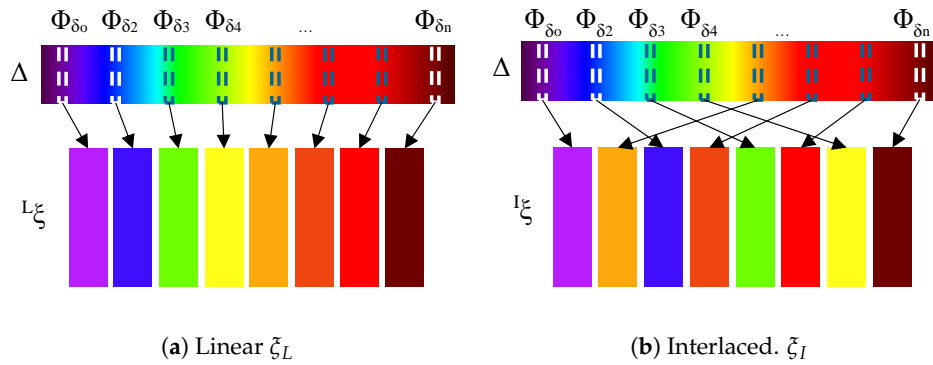 Φδo Φδ2 Φδ3 Φδ4 ... Φδn
Δ
Lξ
(a) Linear ξL
Φδo Φδ2 Φδ3 Φδ4 ... Φδn
Δ
Iξ
(b) Interlaced. ξI